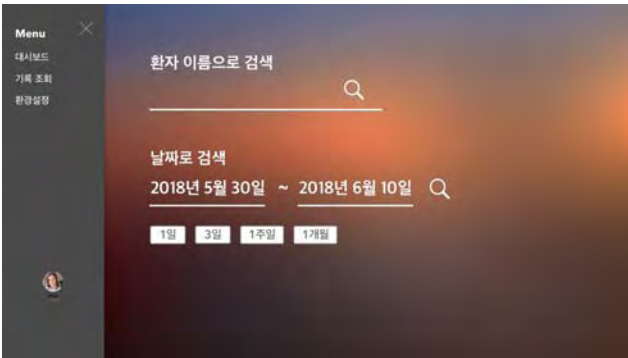 Menu
대시보드
기록 조회
환경설정
환자 이름으로 검색
날짜로 검색
2018년 5월 30일 ~ 2018년 6월 10일
1일 3일 1주일 1개월